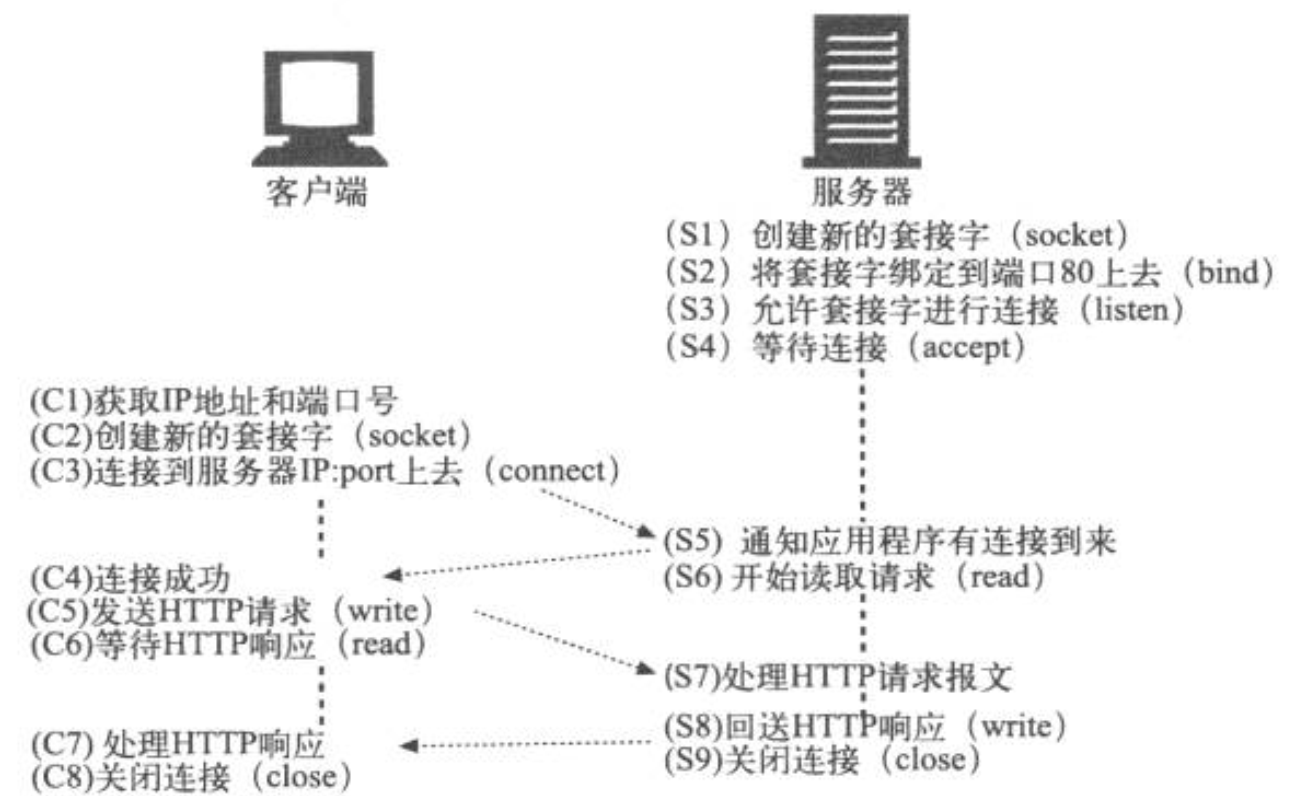 客户端
服务器
(S1) 创建新的套接字(socket)
(S2) 将套接字绑定到端口80上去(bind)
(S3) 允许套接字进行连接(listen)
(S4) 等待连接(accept)
(C1)获取IP地址和端口号
(C2)创建新的套接字(socket)
(C3)连接到服务器IP:port上去(connect)
(S5) 通知应用程序有连接到来
(S6) 开始读取请求(read)
(C4)连接成功
(C5)发送HTTP请求(write)
(C6)等待HTTP响应(read)
(S7)处理HTTP请求报文
(S8)回送HTTP响应(write)
(S9)关闭连接(close)
(C7) 处理HTTP响应
(C8)关闭连接(close)